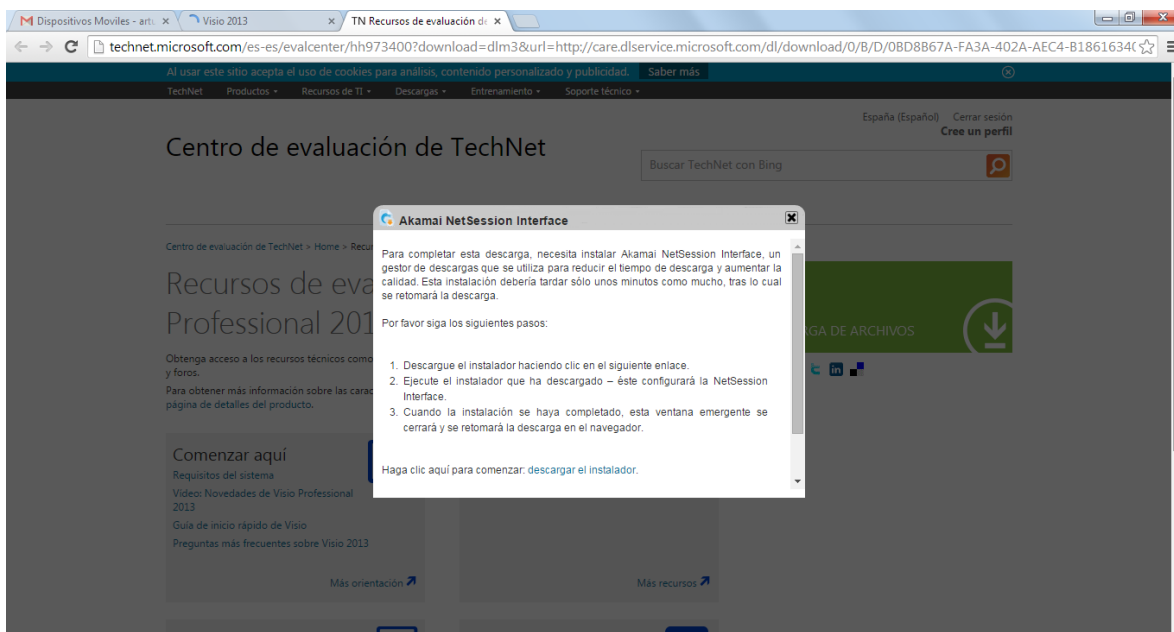 Dispositivos Moviles - artu
Visio 2013
TN Recursos de evaluación de
technet.microsoft.com/es-es/evalcenter/hh973400?download=dlm3&url=http://care.dlservice.microsoft.com/dl/download/0/B/D/0BD8B67A-FA3A-402A-AEC4-B1861634(
Al usar este sitio acepta el uso de cookies para análisis, contenido personalizado y publicidad. Saber más
TechNet Productos Recursos de TI Descargas Entrenamiento Soporte técnico
España (Español) Cerrar sesión
Cree un perfil
Centro de evaluación de TechNet
Buscar TechNet con Bing
Akamai NetSession Interface
Para completar esta descarga, necesita instalar Akamai NetSession Interface, un
gestor de descargas que se utiliza para reducir el tiempo de descarga y aumentar la
calidad. Esta instalación debería tardar sólo unos minutos como mucho, tras lo cual
se retomará la descarga.
Por favor siga los siguientes pasos:
1. Descargue el instalador haciendo clic en el siguiente enlace.
2. Ejecute el instalador que ha descargado – éste configurará la NetSession
Interface.
3. Cuando la instalación se haya completado, esta ventana emergente se
cerrará y se retomará la descarga en el navegador.
Haga clic aquí para comenzar: descargar el instalador.
Centro de evaluación de TechNet > Home > Recur
Recursos de eva
Professional 201
RGA DE ARCHIVOS
Obtenga acceso a los recursos técnicos como
y foros.
Para obtener más información sobre las carac
página de detalles del producto.
Comenzar aquí
Requisitos del sistema
Vídeo: Novedades de Visio Professional
2013
Guía de inicio rápido de Visio
Preguntas más frecuentes sobre Visio 2013
Más orientación
Más recursos